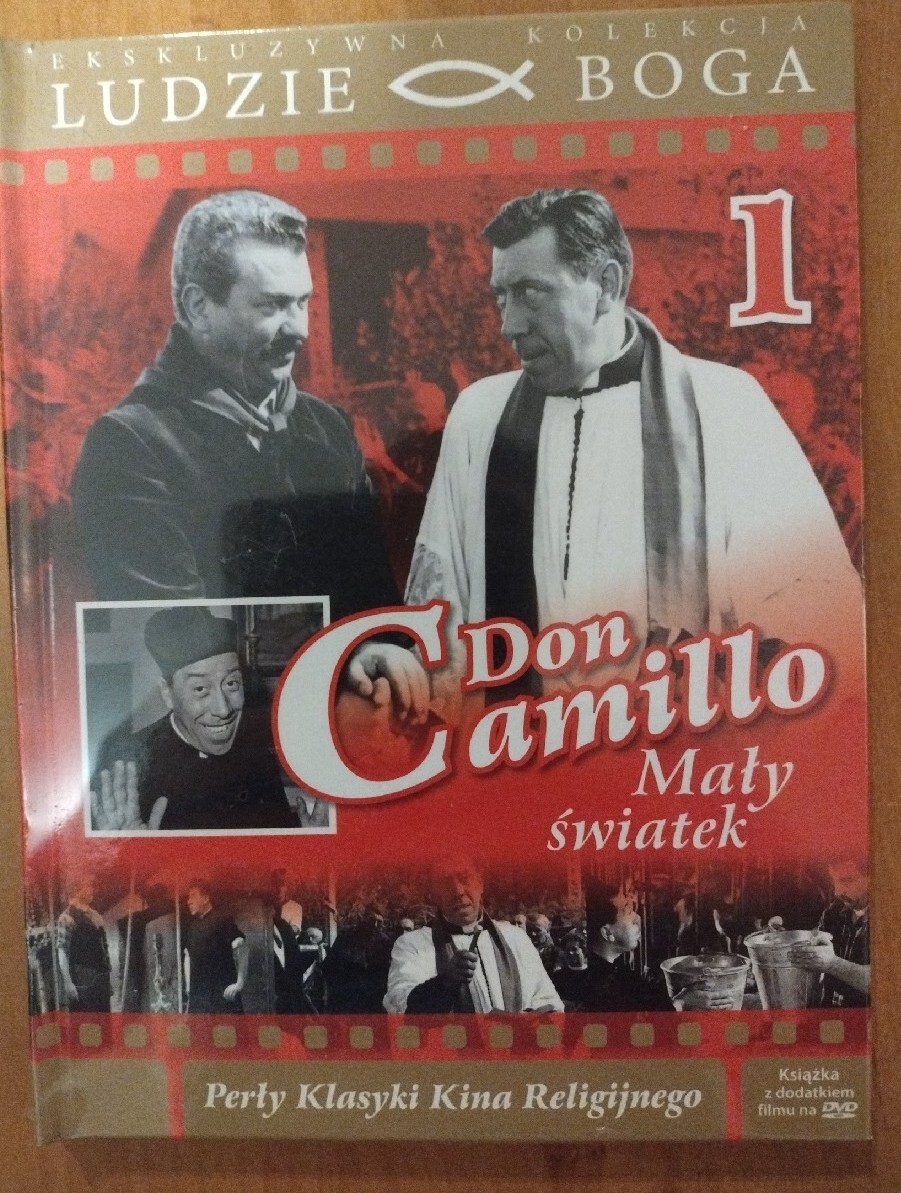 EKSKLUZYWNA KOLEKCJA
LUDZIE BOGA
1
Don
Camillo
Mały
światek
Perły Klasyki Kina Religijnego
Książka
z dodatkiem
filmu na DVD